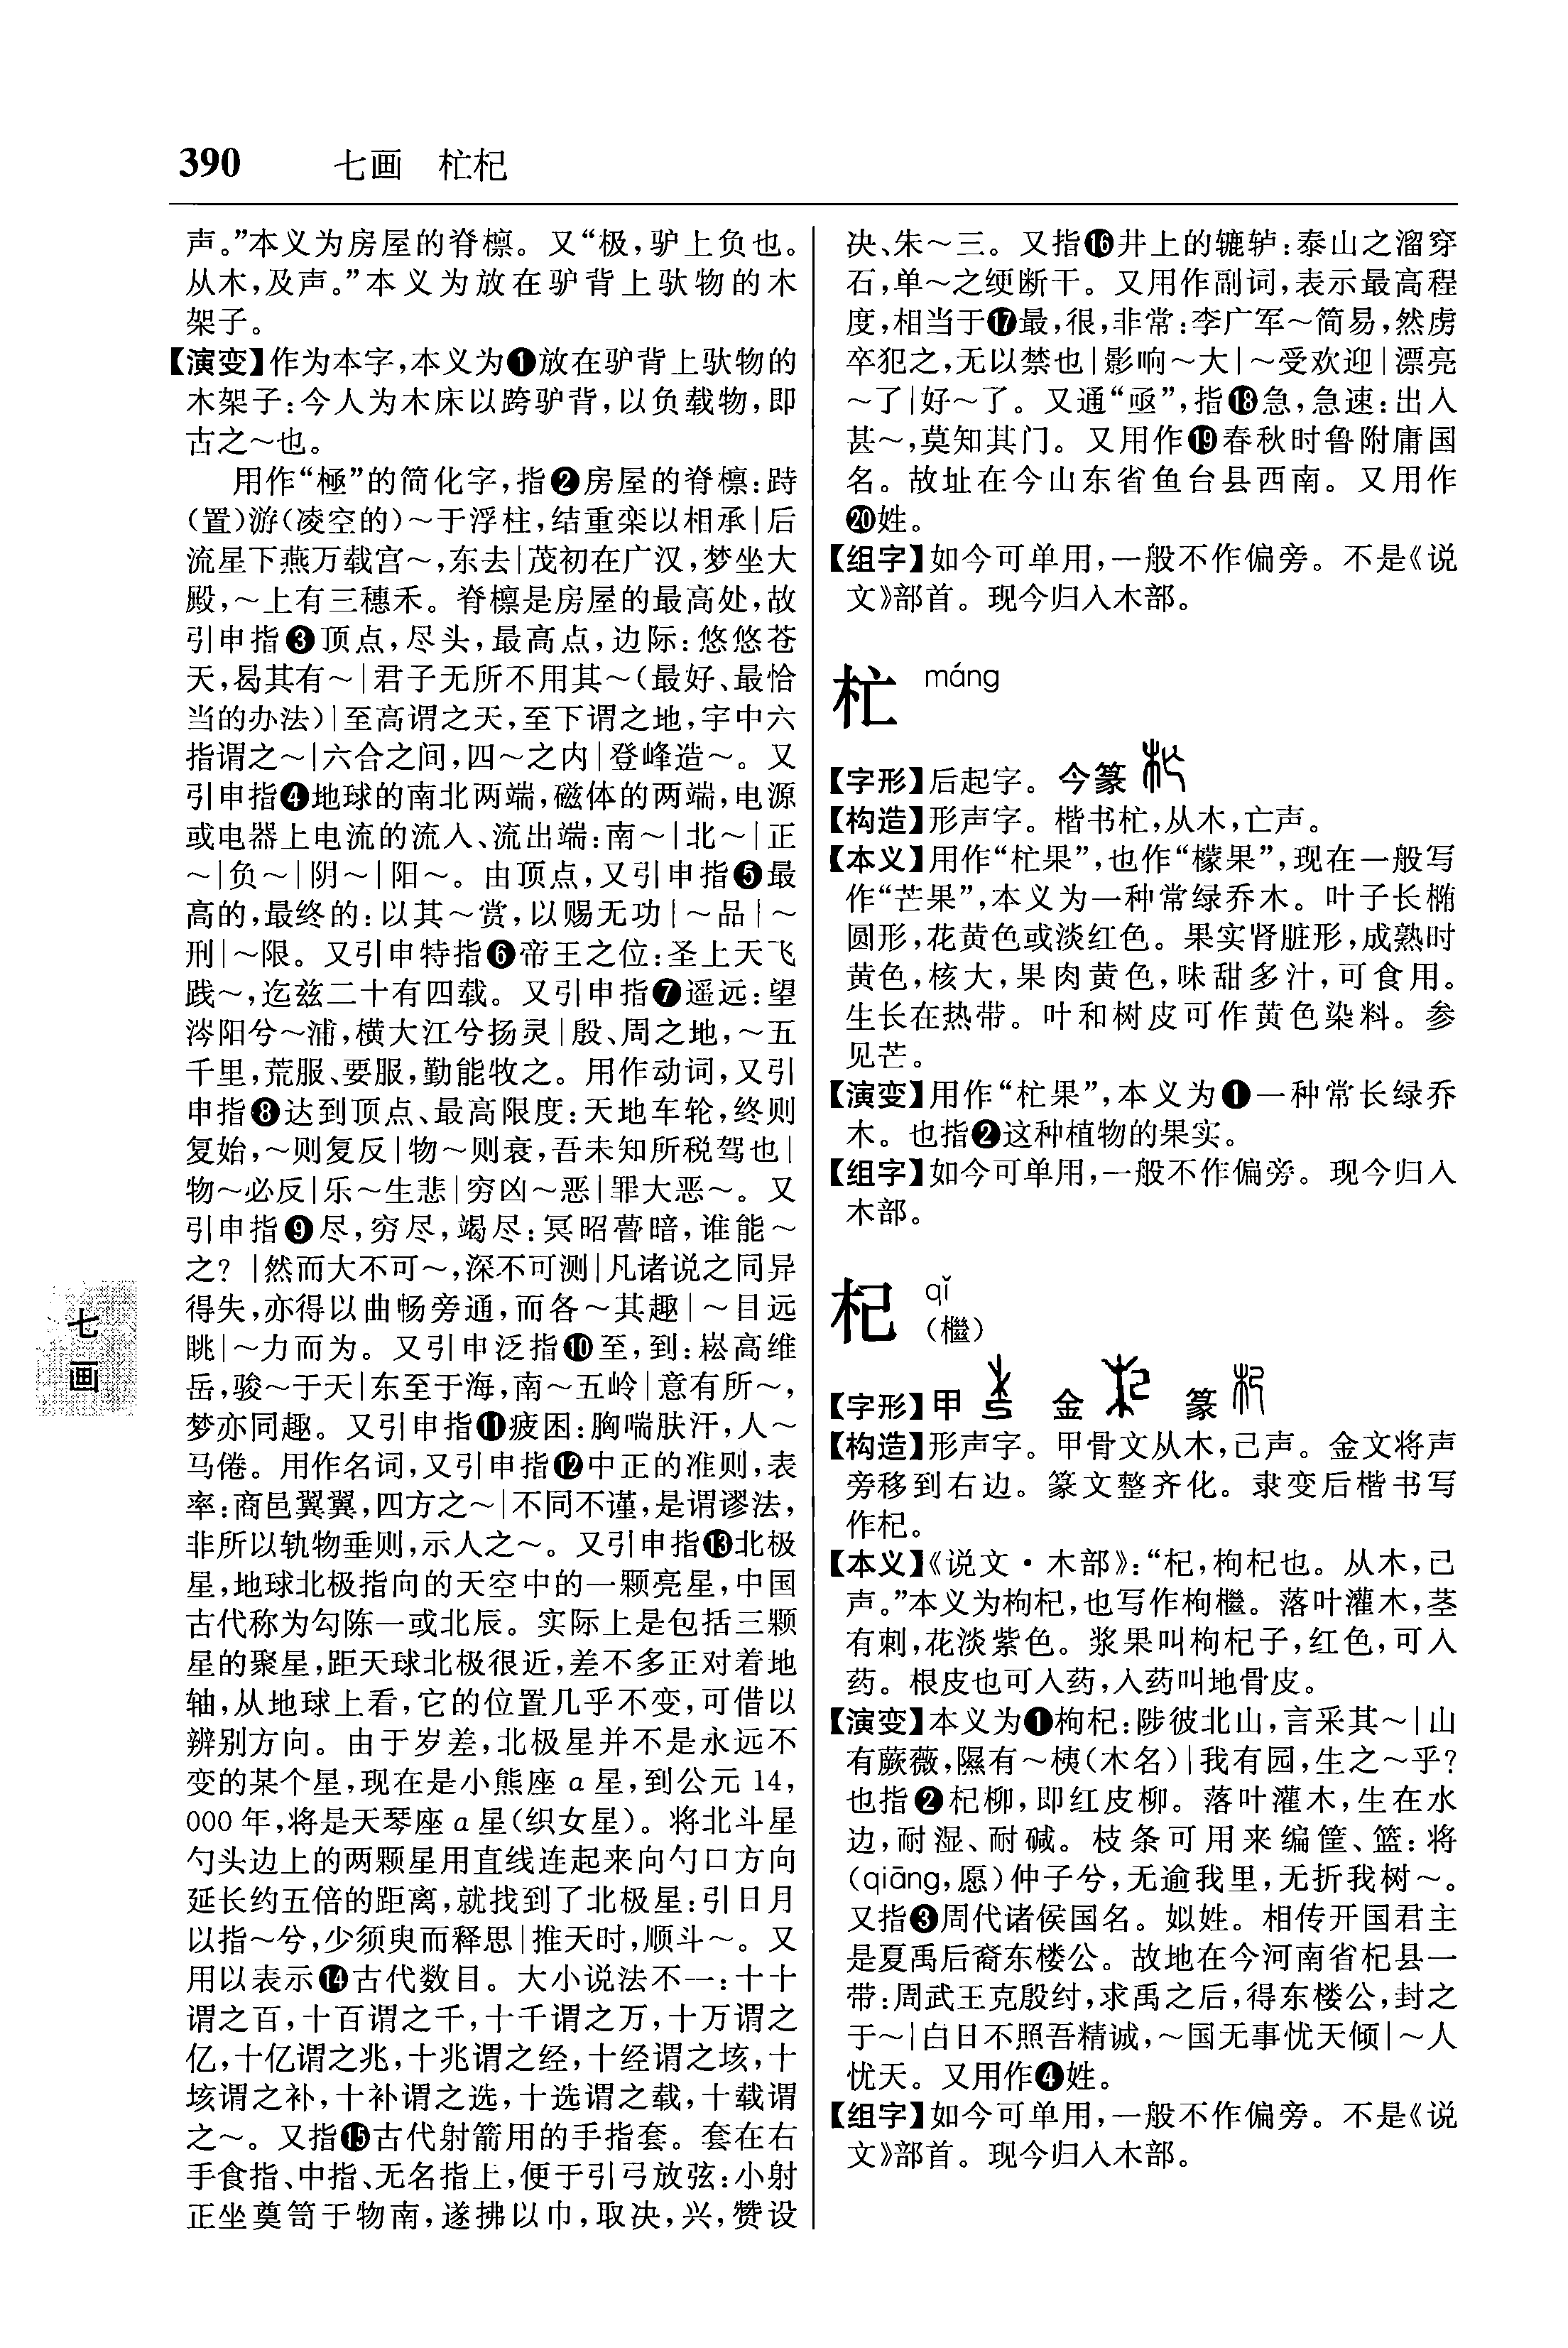 390 七画 杧杞
声。”本义为房屋的脊檩。又“极,驴上负也。
从木,及声。”本义为放在驴背上驮物的木
架子。
【演变】作为本字,本义为❶放在驴背上驮物的
木架子:今人为木床以跨驴背,以负载物,即
古之～也。
用作“極”的简化字,指❷房屋的脊檩:跱
(置)游(凌空的)～于浮柱,结重栾以相承|后
流星下燕万载宫～,东去|茂初在广汉,梦坐大
殿,～上有三穗禾。脊檩是房屋的最高处,故
引申指❸顶点,尽头,最高点,边际:悠悠苍
天,曷其有～|君子无所不用其～(最好、最恰
当的办法)|至高谓之天,至下谓之地,宇中六
指谓之～|六合之间,四～之内|登峰造～。又
引申指❹地球的南北两端,磁体的两端,电源
或电器上电流的流入、流出端:南～|北～|正
～|负～|阴～|阳～。由顶点,又引申指❺最
高的,最终的:以其～赏,以赐无功|～品|～
刑|～限。又引申特指❻帝王之位:圣上天飞
践～,迄兹二十有四载。又引申指❼遥远:望
涔阳兮～浦,横大江兮扬灵|殷、周之地,～五
千里,荒服、要服,勤能牧之。用作动词,又引
申指❽达到顶点、最高限度:天地车轮,终则
复始,～则复反|物～则衰,吾未知所税驾也|
物～必反|乐～生悲|穷凶～恶|罪大恶～。又
引申指❾尽,穷尽,竭尽:冥昭瞢暗,谁能～
之?|然而大不可～,深不可测|凡诸说之同异
得失,亦得以曲畅旁通,而各～其趣|～目远
眺|～力而为。又引申泛指❿至,到:崧高维
岳,骏～于天|东至于海,南～五岭|意有所～,
梦亦同趣。又引申指⓫疲困:胸喘肤汗,人～
马倦。用作名词,又引申指⓬中正的准则,表
率:商邑翼翼,四方之～|不同不谨,是谓谬法,
非所以轨物垂则,示人之～。又引申指⓭北极
星,地球北极指向的天空中的一颗亮星,中国
古代称为勾陈一或北辰。实际上是包括三颗
星的聚星,距天球北极很近,差不多正对着地
轴,从地球上看,它的位置几乎不变,可借以
辨别方向。由于岁差,北极星并不是永远不
变的某个星,现在是小熊座 α 星,到公元 14,
000 年,将是天琴座 α 星(织女星)。将北斗星
勺头边上的两颗星用直线连起来向勺口方向
延长约五倍的距离,就找到了北极星:引日月
以指～兮,少须臾而释思|推天时,顺斗～。又
用以表示⓮古代数目。大小说法不一:十十
谓之百,十百谓之千,十千谓之万,十万谓之
亿,十亿谓之兆,十兆谓之经,十经谓之垓,十
垓谓之补,十补谓之选,十选谓之载,十载谓
之～。又指⓯古代射箭用的手指套。套在右
手食指、中指、无名指上,便于引弓放弦:小射
正坐奠笥于物南,遂拂以巾,取决,兴,赞设
决、朱～三。又指⓰井上的辘轳:泰山之溜穿
石,单～之绠断干。又用作副词,表示最高程
度,相当于⓱最,很,非常:李广军～简易,然虏
卒犯之,无以禁也|影响～大|～受欢迎|漂亮
～了|好～了。又通“亟”,指⓲急,急速:出入
甚～,莫知其门。又用作⓳春秋时鲁附庸国
名。故址在今山东省鱼台县西南。又用作
⓴姓。
【组字】如今可单用,一般不作偏旁。不是《说
文》部首。现今归入木部。
杧 máng
【字形】后起字。今篆
【构造】形声字。楷书杧,从木,亡声。
【本义】用作“杧果”,也作“檬果”,现在一般写
作“芒果”,本义为一种常绿乔木。叶子长椭
圆形,花黄色或淡红色。果实肾脏形,成熟时
黄色,核大,果肉黄色,味甜多汁,可食用。
生长在热带。叶和树皮可作黄色染料。参
见芒。
【演变】用作“杧果”,本义为❶一种常长绿乔
木。也指❷这种植物的果实。
【组字】如今可单用,一般不作偏旁。现今归入
木部。
杞 qǐ
(檵)
【字形】甲 金 篆
【构造】形声字。甲骨文从木,己声。金文将声
旁移到右边。篆文整齐化。隶变后楷书写
作杞。
【本义】《说文·木部》:“杞,枸杞也。从木,己
声。”本义为枸杞,也写作枸檵。落叶灌木,茎
有刺,花淡紫色。浆果叫枸杞子,红色,可入
药。根皮也可入药,入药叫地骨皮。
【演变】本义为❶枸杞:陟彼北山,言采其～|山
有蕨薇,隰有～桋(木名)|我有园,生之～乎?
也指❷杞柳,即红皮柳。落叶灌木,生在水
边,耐湿、耐碱。枝条可用来编筐、篮:将
(qiāng,愿)仲子兮,无逾我里,无折我树～。
又指❸周代诸侯国名。姒姓。相传开国君主
是夏禹后裔东楼公。故地在今河南省杞县一
带:周武王克殷纣,求禹之后,得东楼公,封之
于～|白日不照吾精诚,～国无事忧天倾|～人
忧天。又用作❹姓。
【组字】如今可单用,一般不作偏旁。不是《说
文》部首。现今归入木部。
七
画